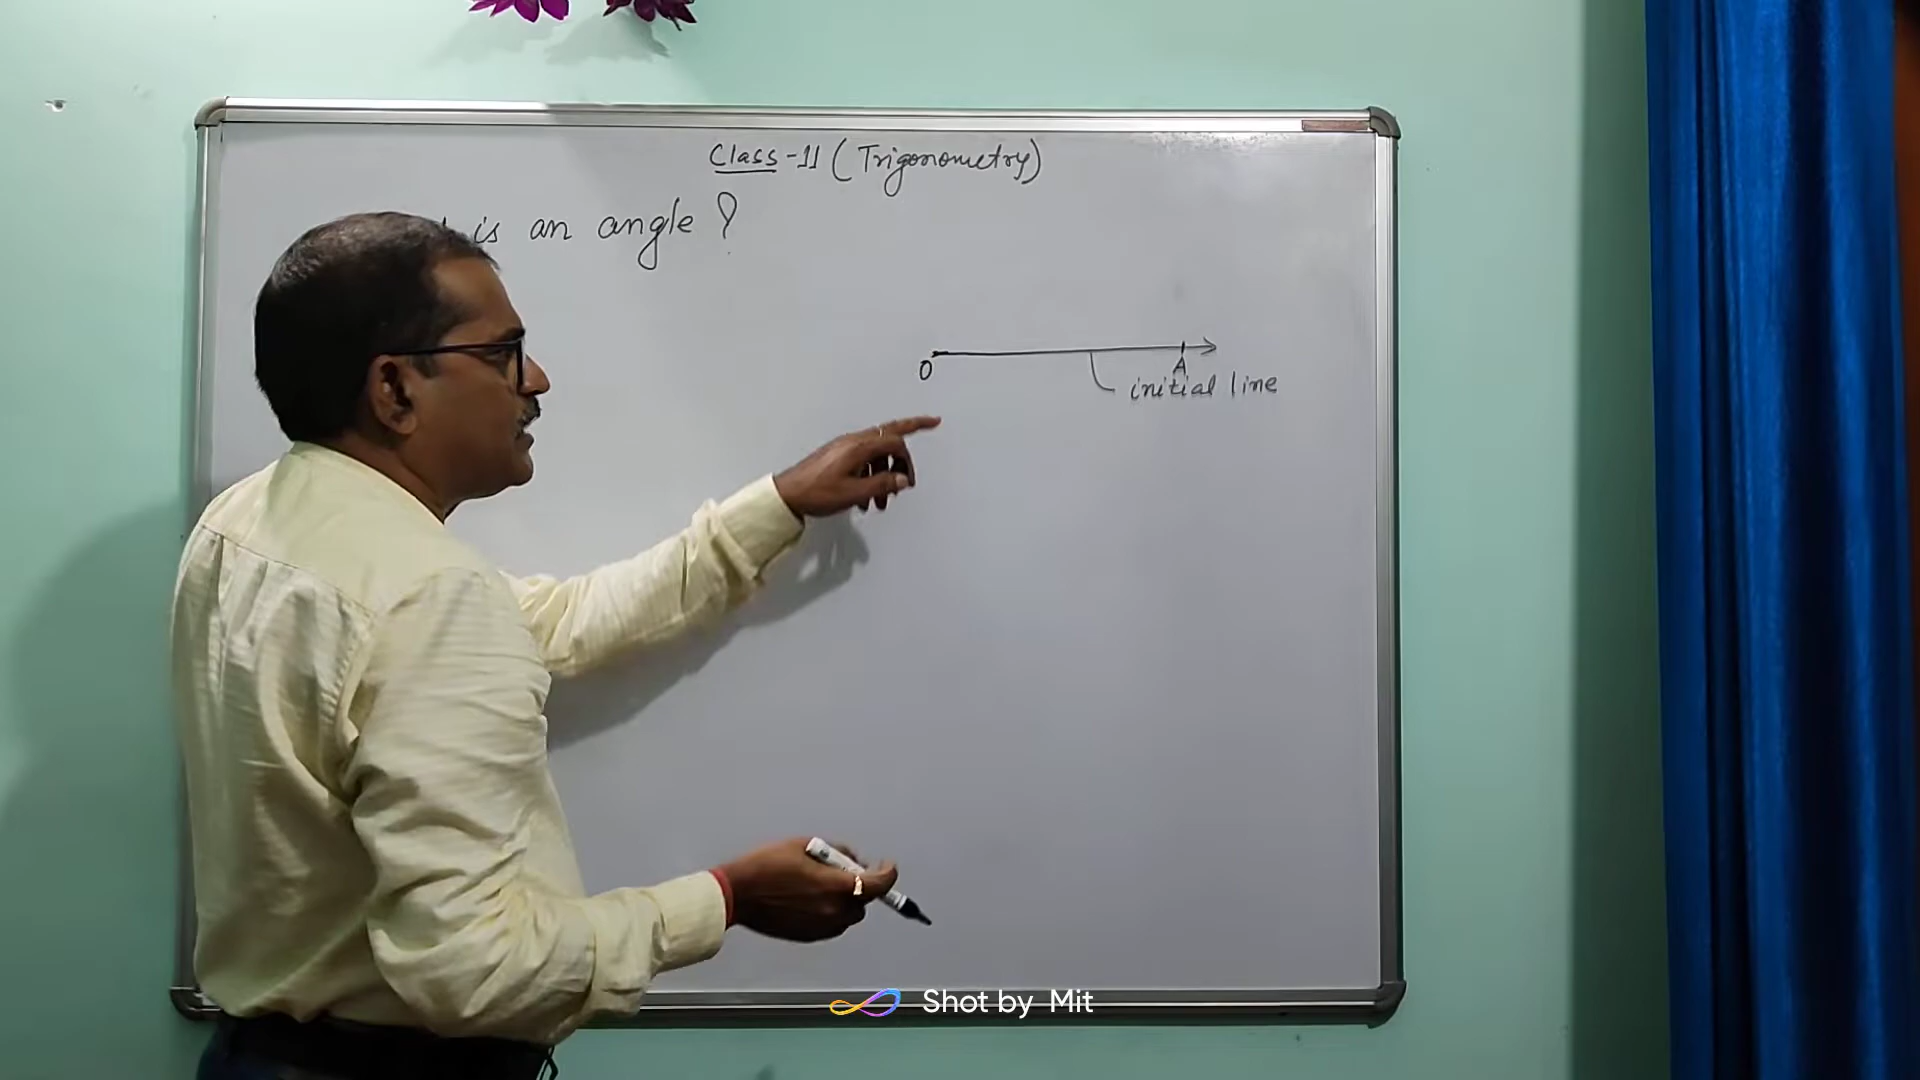 Class - 11 (Trigonometry)
is an angle ?
O
A
initial line
Shot by Mit